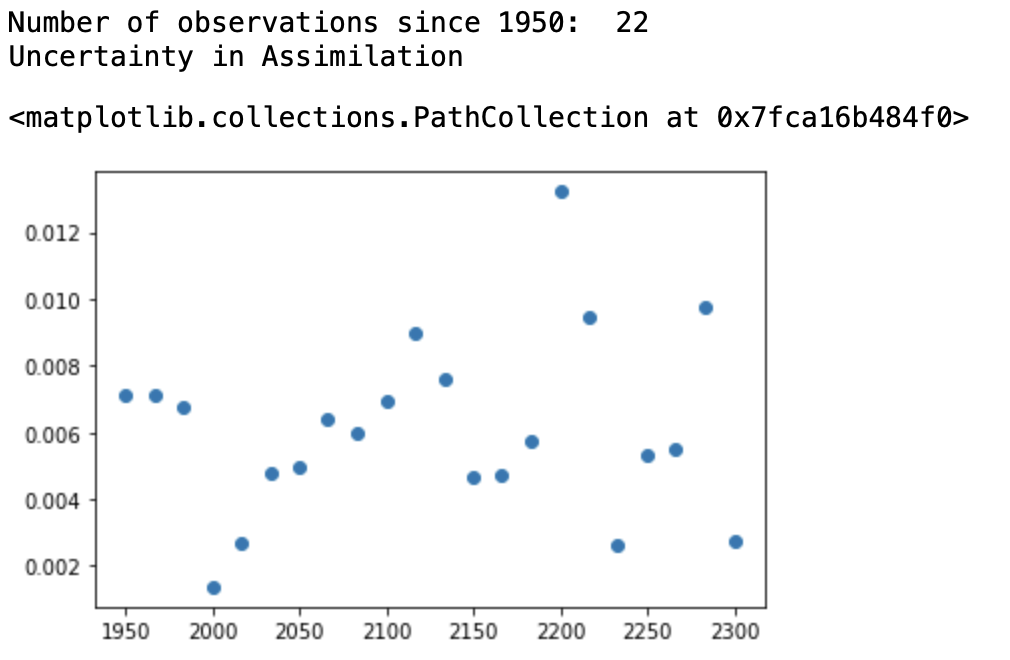 Number of observations since 1950:  22
Uncertainty in Assimilation
<matplotlib.collections.PathCollection at 0x7fca16b484f0>
0.012
0.010
0.008
0.006
0.004
0.002
1950 2000 2050 2100 2150 2200 2250 2300